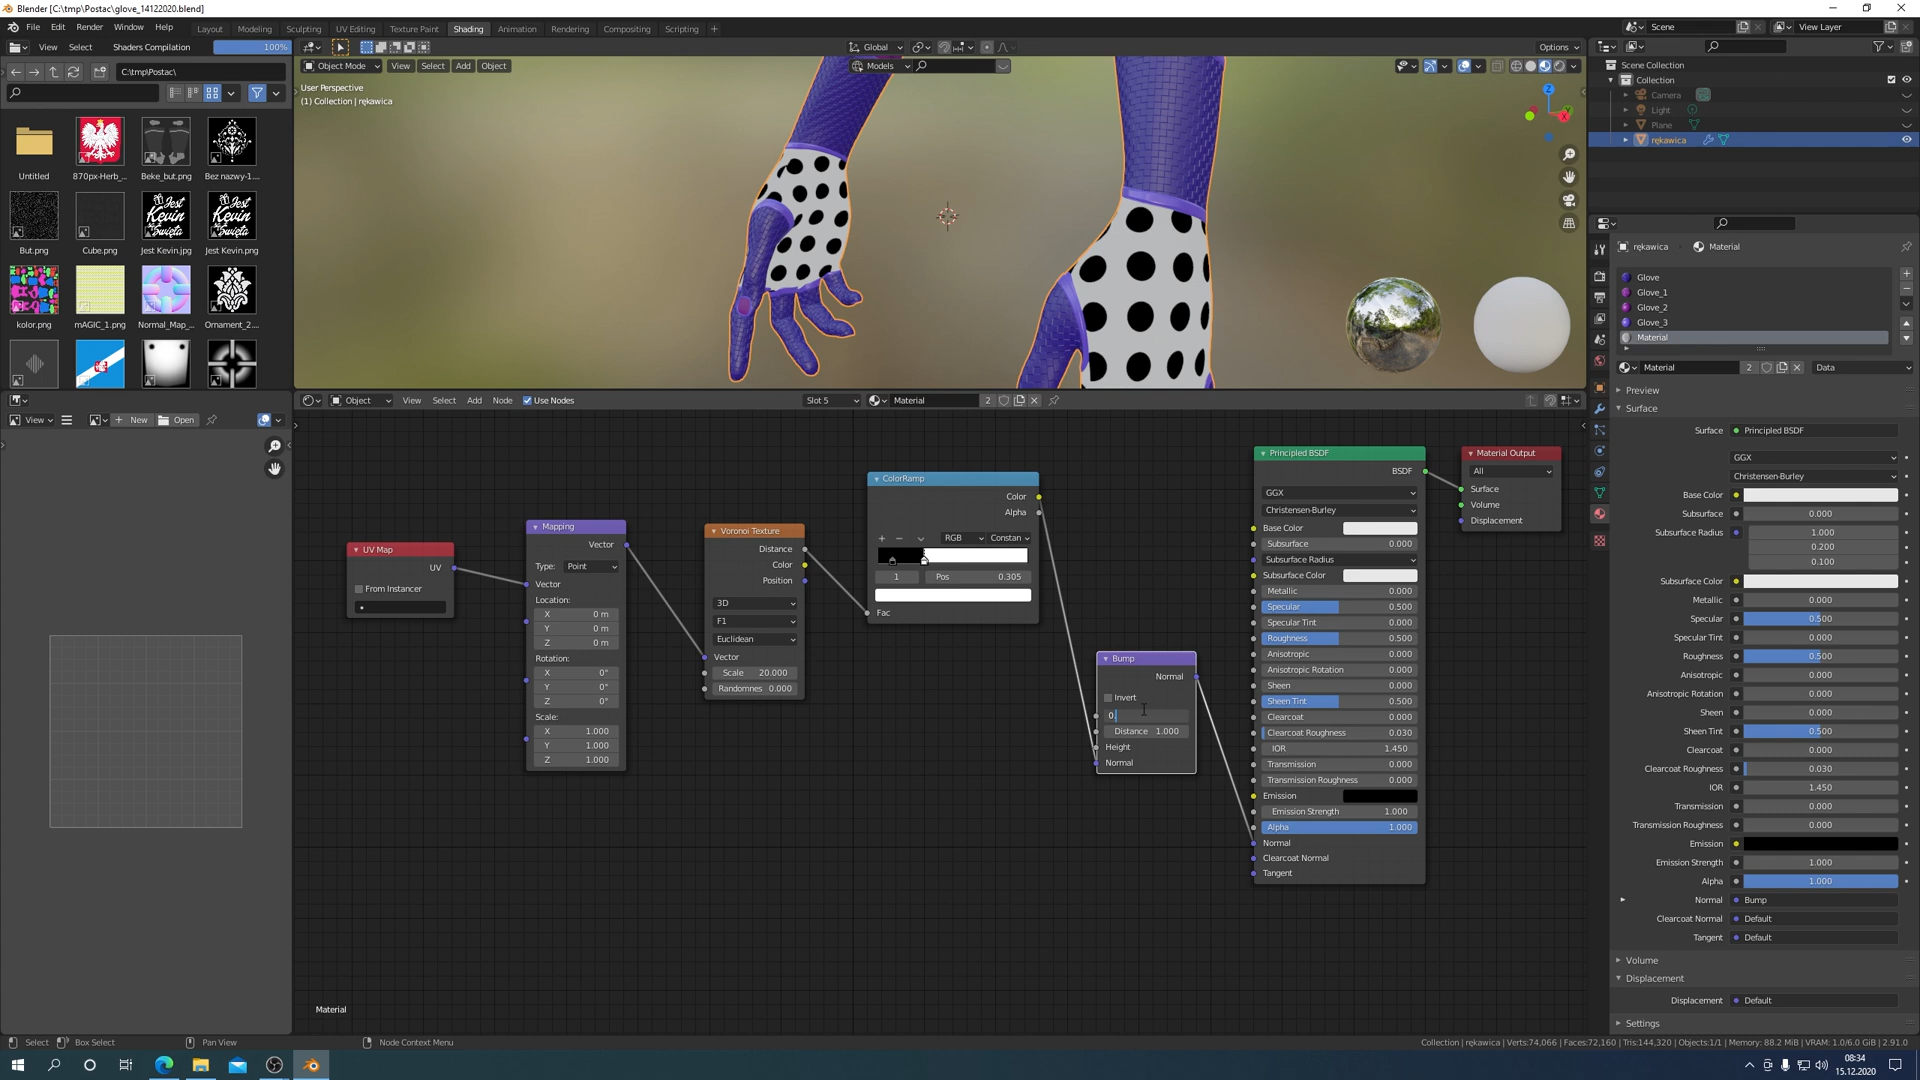 Blender [C:\tmp\Postac\glove_14122020.blend]
File Edit Render Window Help
Layout Modeling Sculpting UV Editing Texture Paint Shading Animation Rendering Compositing Scripting +
Scene
View Layer
View Select Shaders Compilation 100%
Global
Options
C:\tmp\Postac\
Object Mode View Select Add Object
Models
User Perspective
(1) Collection | rękawica
Untitled 870px-Herb_... Beke_but.png Bez nazwy-1....
Jest Kevin Święta Jest Kevin Święta
But.png Cube.png Jest Kevin.jpg Jest Kevin.png
kolor.png mAGIC_1.png Normal_Map_... Ornament_2....
Z
X
Scene Collection
Collection
Camera
Light
Plane
rękawica
rękawica Material
Glove
Glove_1
Glove_2
Glove_3
Material
Material 2 Data
Preview
Surface
Surface Principled BSDF
GGX
Christensen-Burley
Base Color
Subsurface 0.000
Subsurface Radius 1.000
0.200
0.100
Subsurface Color
Metallic 0.000
Specular 0.500
Specular Tint 0.000
Roughness 0.500
Anisotropic 0.000
Anisotropic Rotation 0.000
Sheen 0.000
Sheen Tint 0.500
Clearcoat 0.000
Clearcoat Roughness 0.030
IOR 1.450
Transmission 0.000
Transmission Roughness 0.000
Emission
Emission Strength 1.000
Alpha 1.000
Normal Bump
Clearcoat Normal Default
Tangent Default
Volume
Displacement
Displacement Default
Settings
View New Open
Object View Select Add Node Use Nodes Slot 5 Material 2
UV Map
UV
From Instancer
Mapping
Vector
Type: Point
Vector
Location:
X 0 m
Y 0 m
Z 0 m
Rotation:
X 0°
Y 0°
Z 0°
Scale:
X 1.000
Y 1.000
Z 1.000
Voronoi Texture
Distance
Color
Position
3D
F1
Euclidean
Vector
Scale 20.000
Randomnes 0.000
ColorRamp
Color
Alpha
+ − RGB Constan
1 Pos 0.305
Fac
Bump
Normal
Invert
0.
Distance 1.000
Height
Normal
Principled BSDF
BSDF
GGX
Christensen-Burley
Base Color
Subsurface 0.000
Subsurface Radius
Subsurface Color
Metallic 0.000
Specular 0.500
Specular Tint 0.000
Roughness 0.500
Anisotropic 0.000
Anisotropic Rotation 0.000
Sheen 0.000
Sheen Tint 0.500
Clearcoat 0.000
Clearcoat Roughness 0.030
IOR 1.450
Transmission 0.000
Transmission Roughness 0.000
Emission
Emission Strength 1.000
Alpha 1.000
Normal
Clearcoat Normal
Tangent
Material Output
All
Surface
Volume
Displacement
Material
Select Box Select Pan View Node Context Menu
Collection | rękawica | Verts:74,066 | Faces:72,160 | Tris:144,320 | Objects:1/1 | Memory: 88.2 MiB | VRAM: 1.0/6.0 GiB | 2.91.0
08:34
15.12.2020